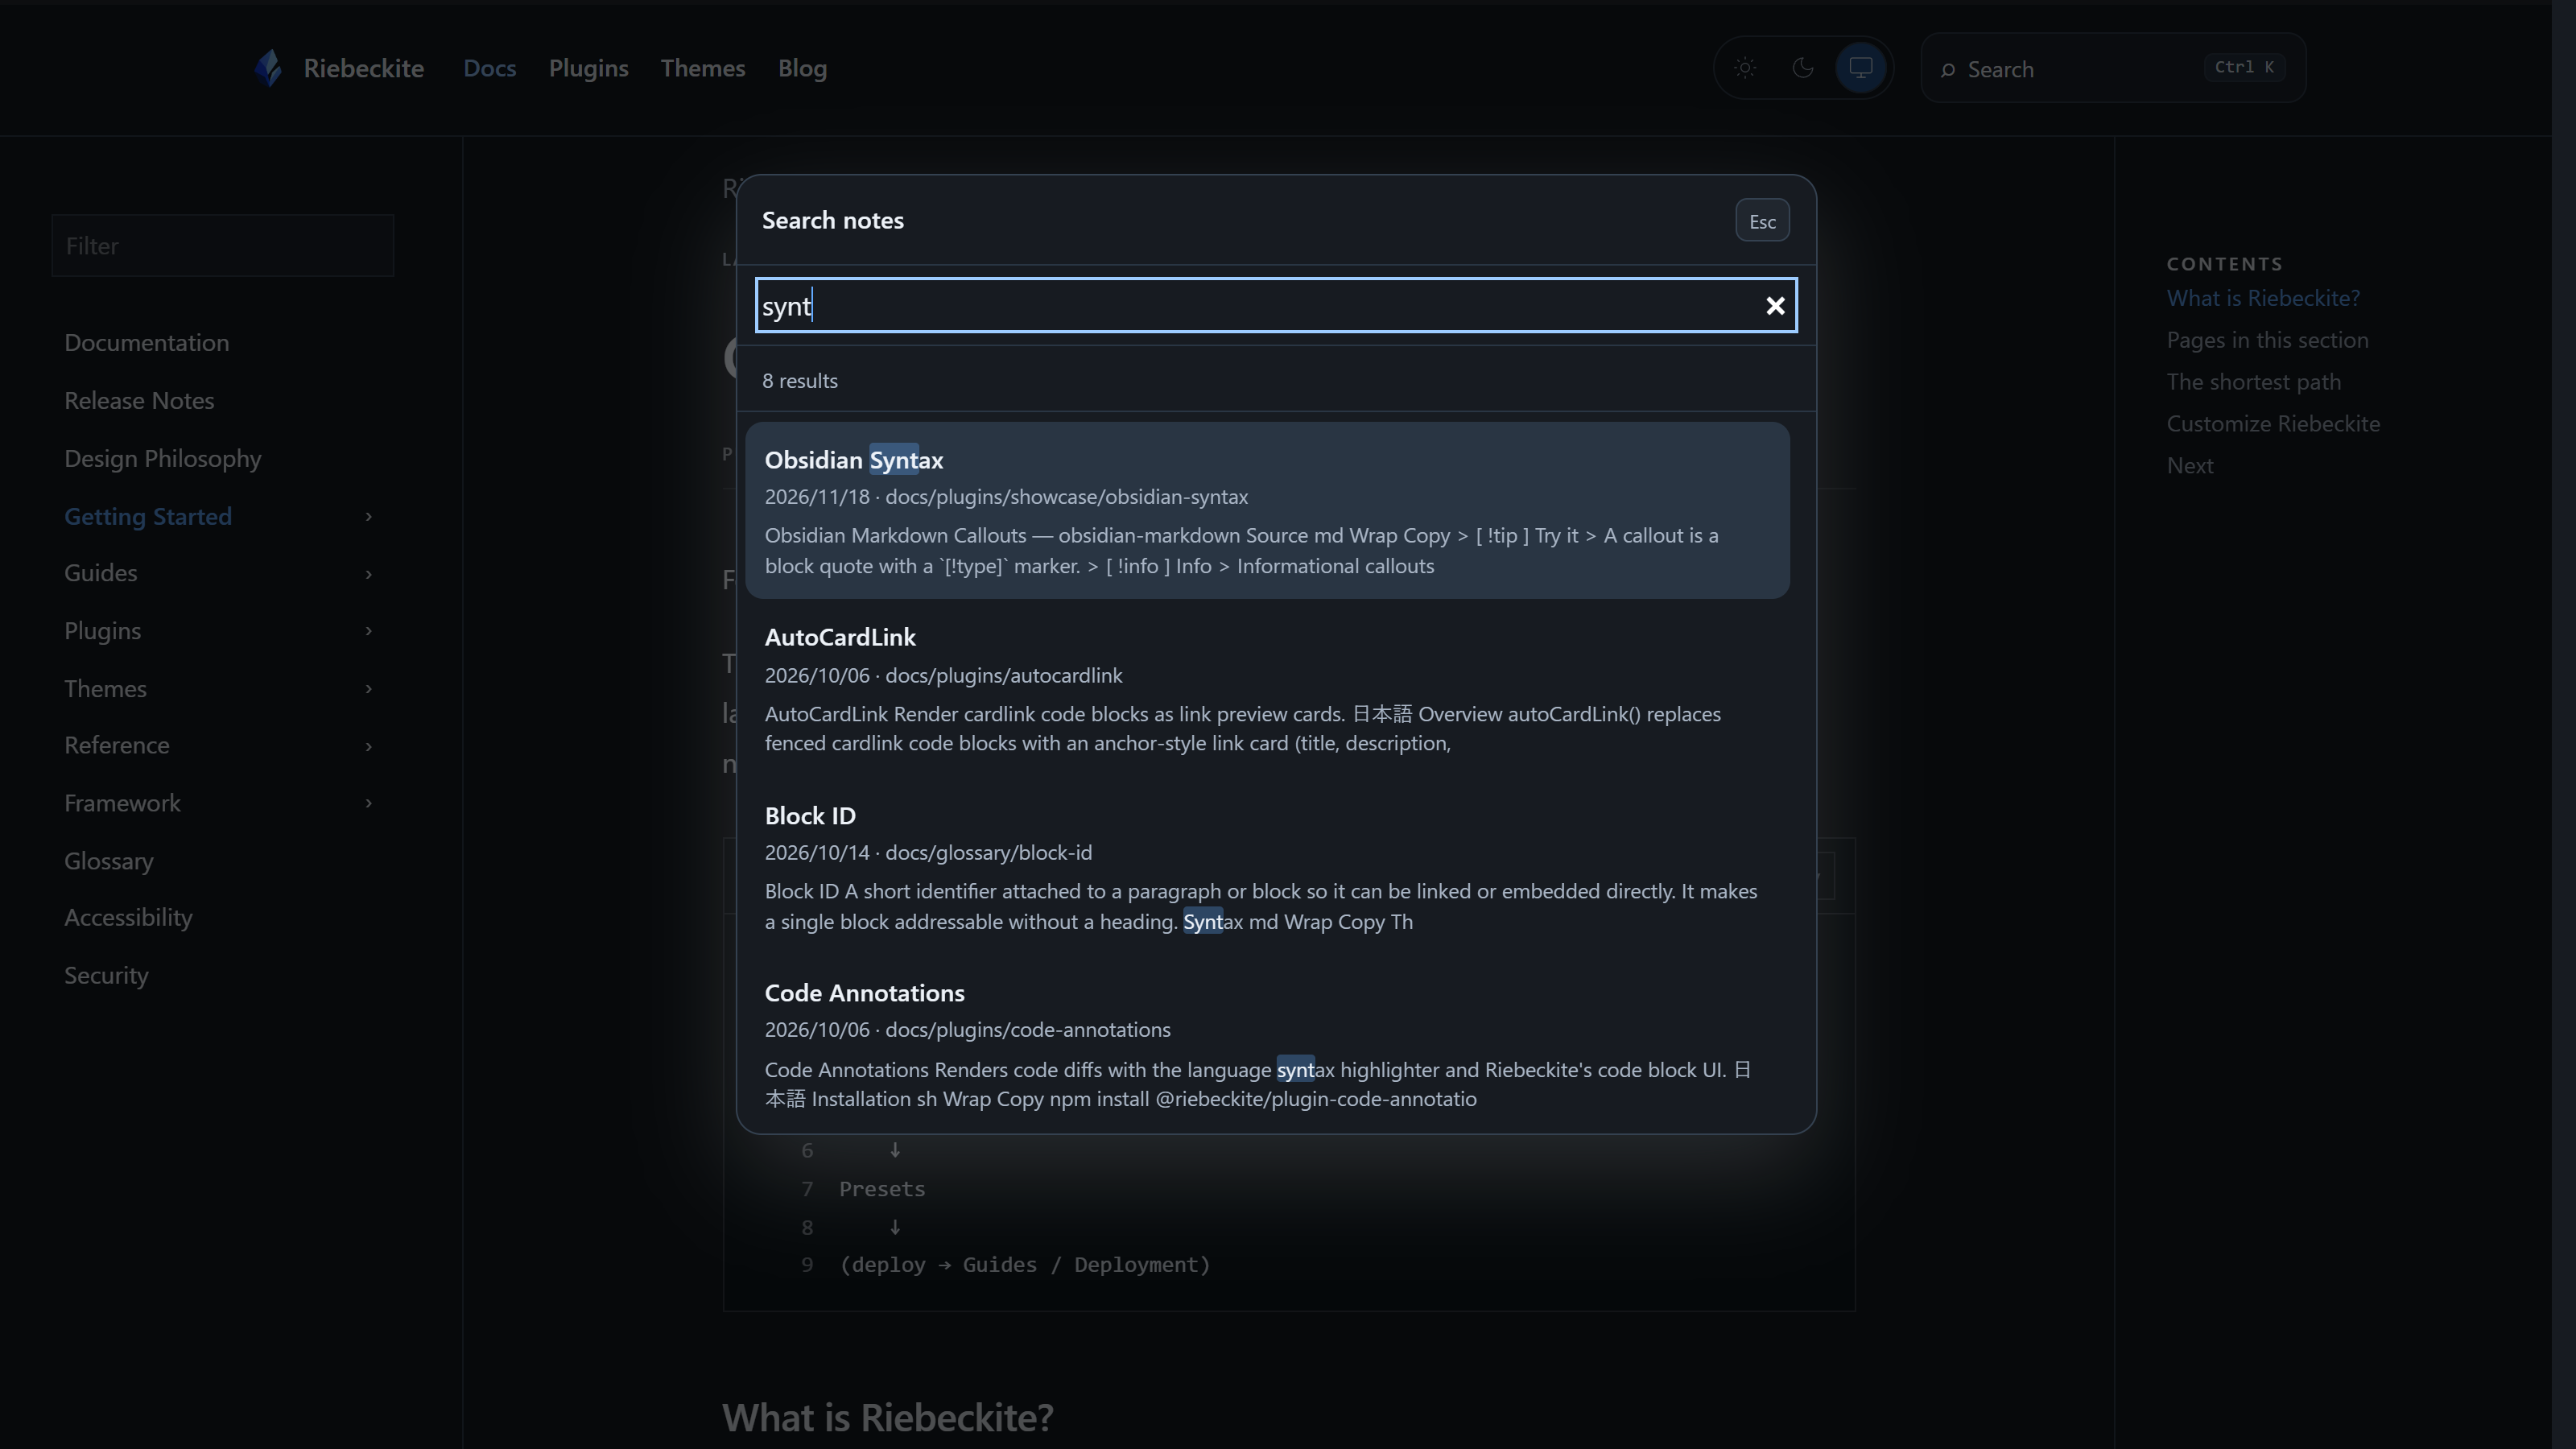 Riebeckite
Docs
Plugins
Themes
Blog
Search
Ctrl K
Filter
Documentation
Release Notes
Design Philosophy
Getting Started
Guides
Plugins
Themes
Reference
Framework
Glossary
Accessibility
Security
Search notes
Esc
synt
8 results
Obsidian Syntax
2026/11/18 · docs/plugins/showcase/obsidian-syntax
Obsidian Markdown Callouts — obsidian-markdown Source md Wrap Copy > [ !tip ] Try it > A callout is a
block quote with a `[!type]` marker. > [ !info ] Info > Informational callouts
AutoCardLink
2026/10/06 · docs/plugins/autocardlink
AutoCardLink Render cardlink code blocks as link preview cards. 日本語 Overview autoCardLink() replaces
fenced cardlink code blocks with an anchor-style link card (title, description,
Block ID
2026/10/14 · docs/glossary/block-id
Block ID A short identifier attached to a paragraph or block so it can be linked or embedded directly. It makes
a single block addressable without a heading. Syntax md Wrap Copy Th
Code Annotations
2026/10/06 · docs/plugins/code-annotations
Code Annotations Renders code diffs with the language syntax highlighter and Riebeckite's code block UI. 日
本語 Installation sh Wrap Copy npm install @riebeckite/plugin-code-annotatio
6 ↓
7 Presets
8 ↓
9 (deploy → Guides / Deployment)
What is Riebeckite?
CONTENTS
What is Riebeckite?
Pages in this section
The shortest path
Customize Riebeckite
Next